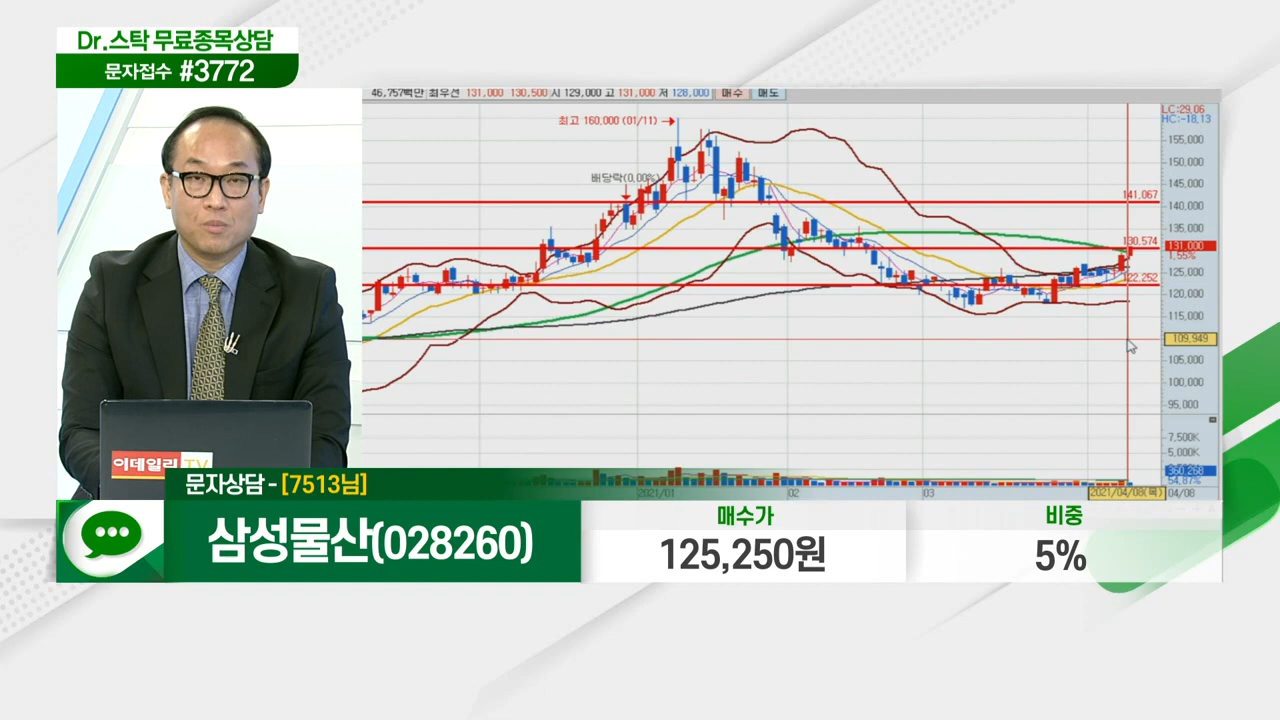 Dr.스탁 무료종목상담
문자접수 #3772
46,757백만 최우선 131,000 130,500 시 129,000 고 131,000 저 128,000 매수 매도
LC:29.06
HC:-18.13
최고 160,000 (01/11) →
155,000
150,000
배당락(0.00%)
145,000
141,067
140,000
135,000
130,574
131,000
1.55%
125,000
122,252
120,000
115,000
109,949
105,000
100,000
95,000
7,500K
5,000K
360,268
54.87%
2021/01
02
03
2021/04/08(목)
04/08
이데일리 TV
문자상담 - [7513님]
삼성물산(028260)
매수가
125,250원
비중
5%